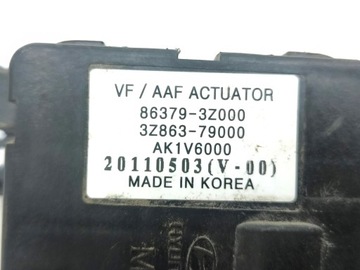 VF / AAF ACTUATOR
86379-3Z000
3Z863-79000
AK1V6000
20110503(V-00)
MADE IN KOREA